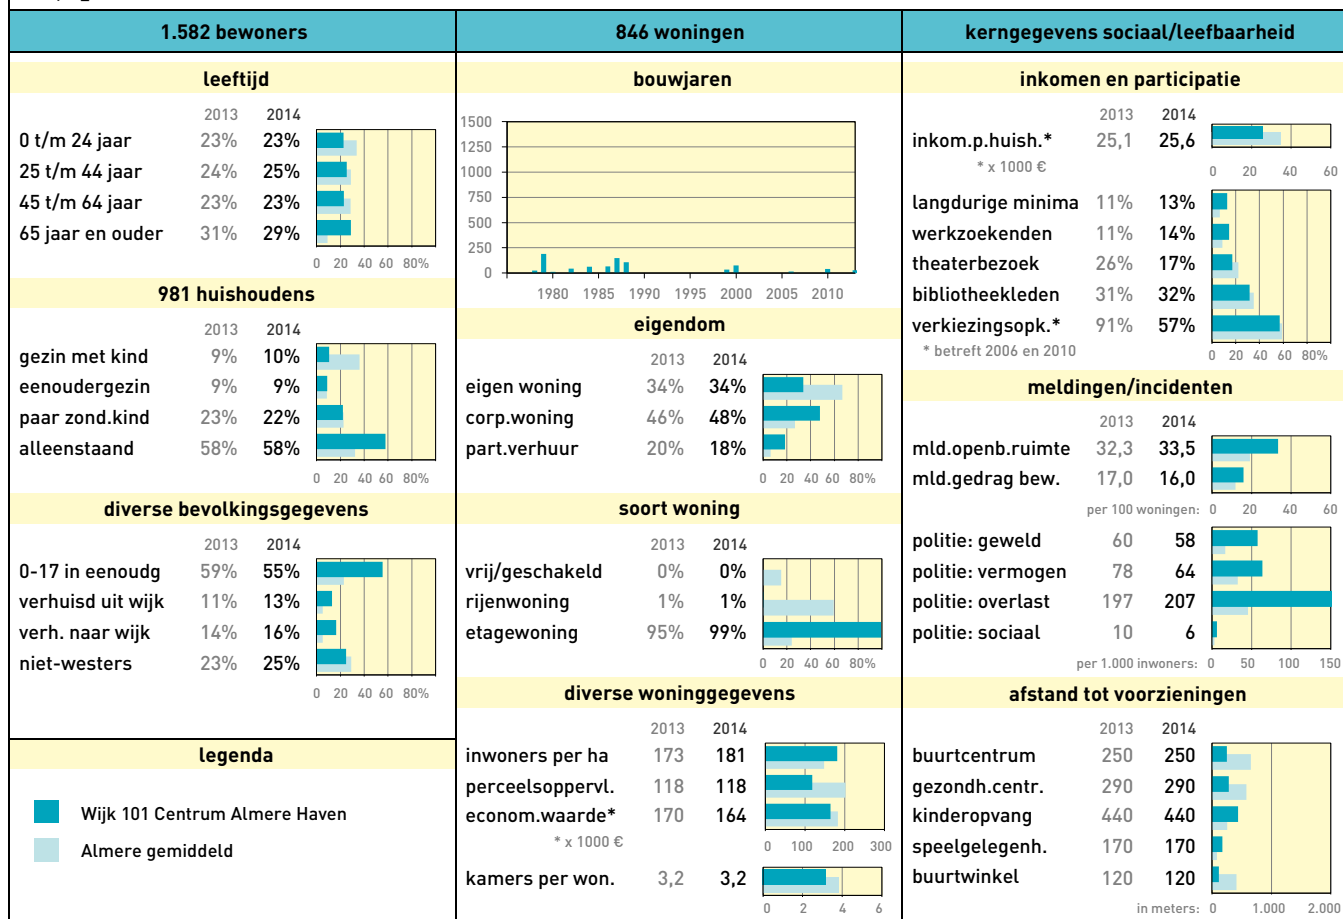 1.582 bewoners
leeftijd
2013 2014
0 t/m 24 jaar 23% 23%
25 t/m 44 jaar 24% 25%
45 t/m 64 jaar 23% 23%
65 jaar en ouder 31% 29%
0 20 40 60 80%
981 huishoudens
2013 2014
gezin met kind 9% 10%
eenoudergezin 9% 9%
paar zond.kind 23% 22%
alleenstaand 58% 58%
0 20 40 60 80%
diverse bevolkingsgegevens
2013 2014
0-17 in eenoudg 59% 55%
verhuisd uit wijk 11% 13%
verh. naar wijk 14% 16%
niet-westers 23% 25%
0 20 40 60 80%
legenda
Wijk 101 Centrum Almere Haven
Almere gemiddeld
846 woningen
bouwjaren
1500
1250
1000
750
500
250
0
1980 1985 1990 1995 2000 2005 2010
eigendom
2013 2014
eigen woning 34% 34%
corp.woning 46% 48%
part.verhuur 20% 18%
0 20 40 60 80%
soort woning
2013 2014
vrij/geschakeld 0% 0%
rijenwoning 1% 1%
etagewoning 95% 99%
0 20 40 60 80%
diverse woninggegevens
2013 2014
inwoners per ha 173 181
perceelsoppervl. 118 118
econom.waarde* 170 164
* x 1000 € 0 100 200 300
kamers per won. 3,2 3,2
0 2 4 6
kerngegevens sociaal/leefbaarheid
inkomen en participatie
2013 2014
inkom.p.huish.* 25,1 25,6
* x 1000 € 0 20 40 60
langdurige minima 11% 13%
werkzoekenden 11% 14%
theaterbezoek 26% 17%
bibliotheekleden 31% 32%
verkiezingsopk.* 91% 57%
* betreft 2006 en 2010 0 20 40 60 80%
meldingen/incidenten
2013 2014
mld.openb.ruimte 32,3 33,5
mld.gedrag bew. 17,0 16,0
per 100 woningen: 0 20 40 60
politie: geweld 60 58
politie: vermogen 78 64
politie: overlast 197 207
politie: sociaal 10 6
per 1.000 inwoners: 0 50 100 150
afstand tot voorzieningen
2013 2014
buurtcentrum 250 250
gezondh.centr. 290 290
kinderopvang 440 440
speelgelegenh. 170 170
buurtwinkel 120 120
in meters: 0 1.000 2.000